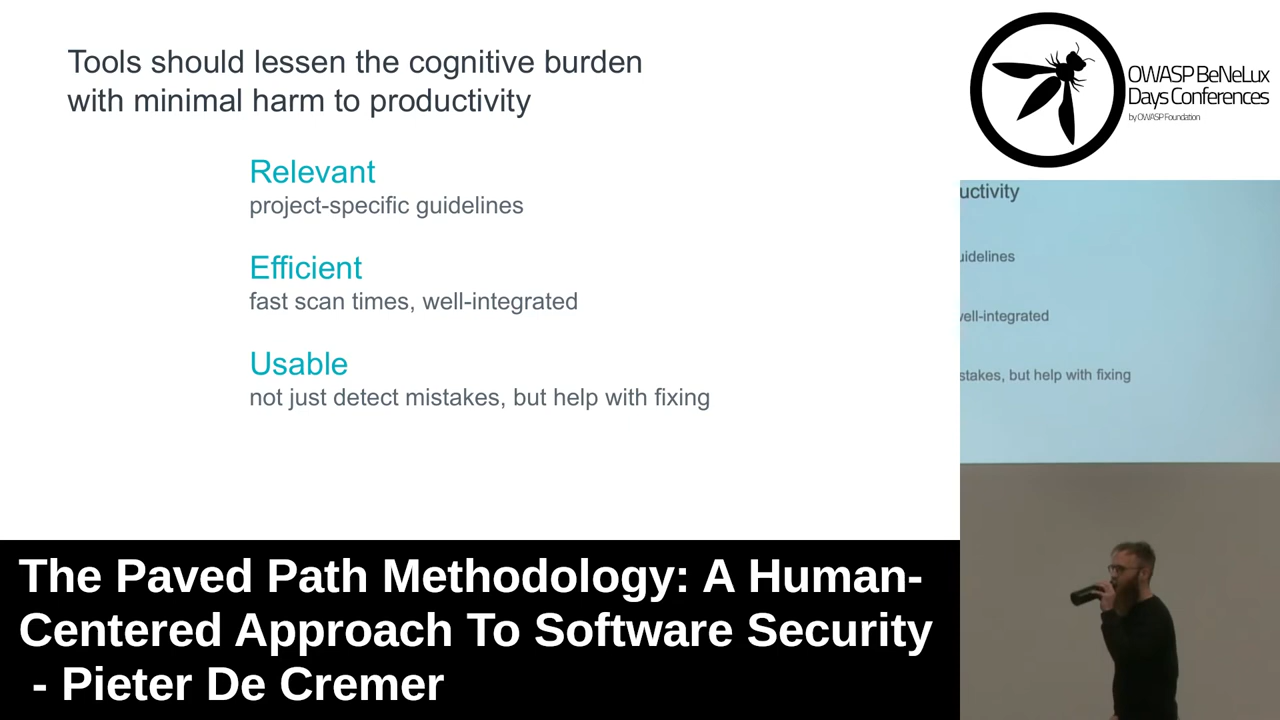 Tools should lessen the cognitive burden
with minimal harm to productivity
Relevant
project-specific guidelines
Efficient
fast scan times, well-integrated
Usable
not just detect mistakes, but help with fixing
OWASP BeNeLux
Days Conferences
by OWASP Foundation
uctivity
uidelines
well-integrated
stakes, but help with fixing
The Paved Path Methodology: A Human-
Centered Approach To Software Security
- Pieter De Cremer